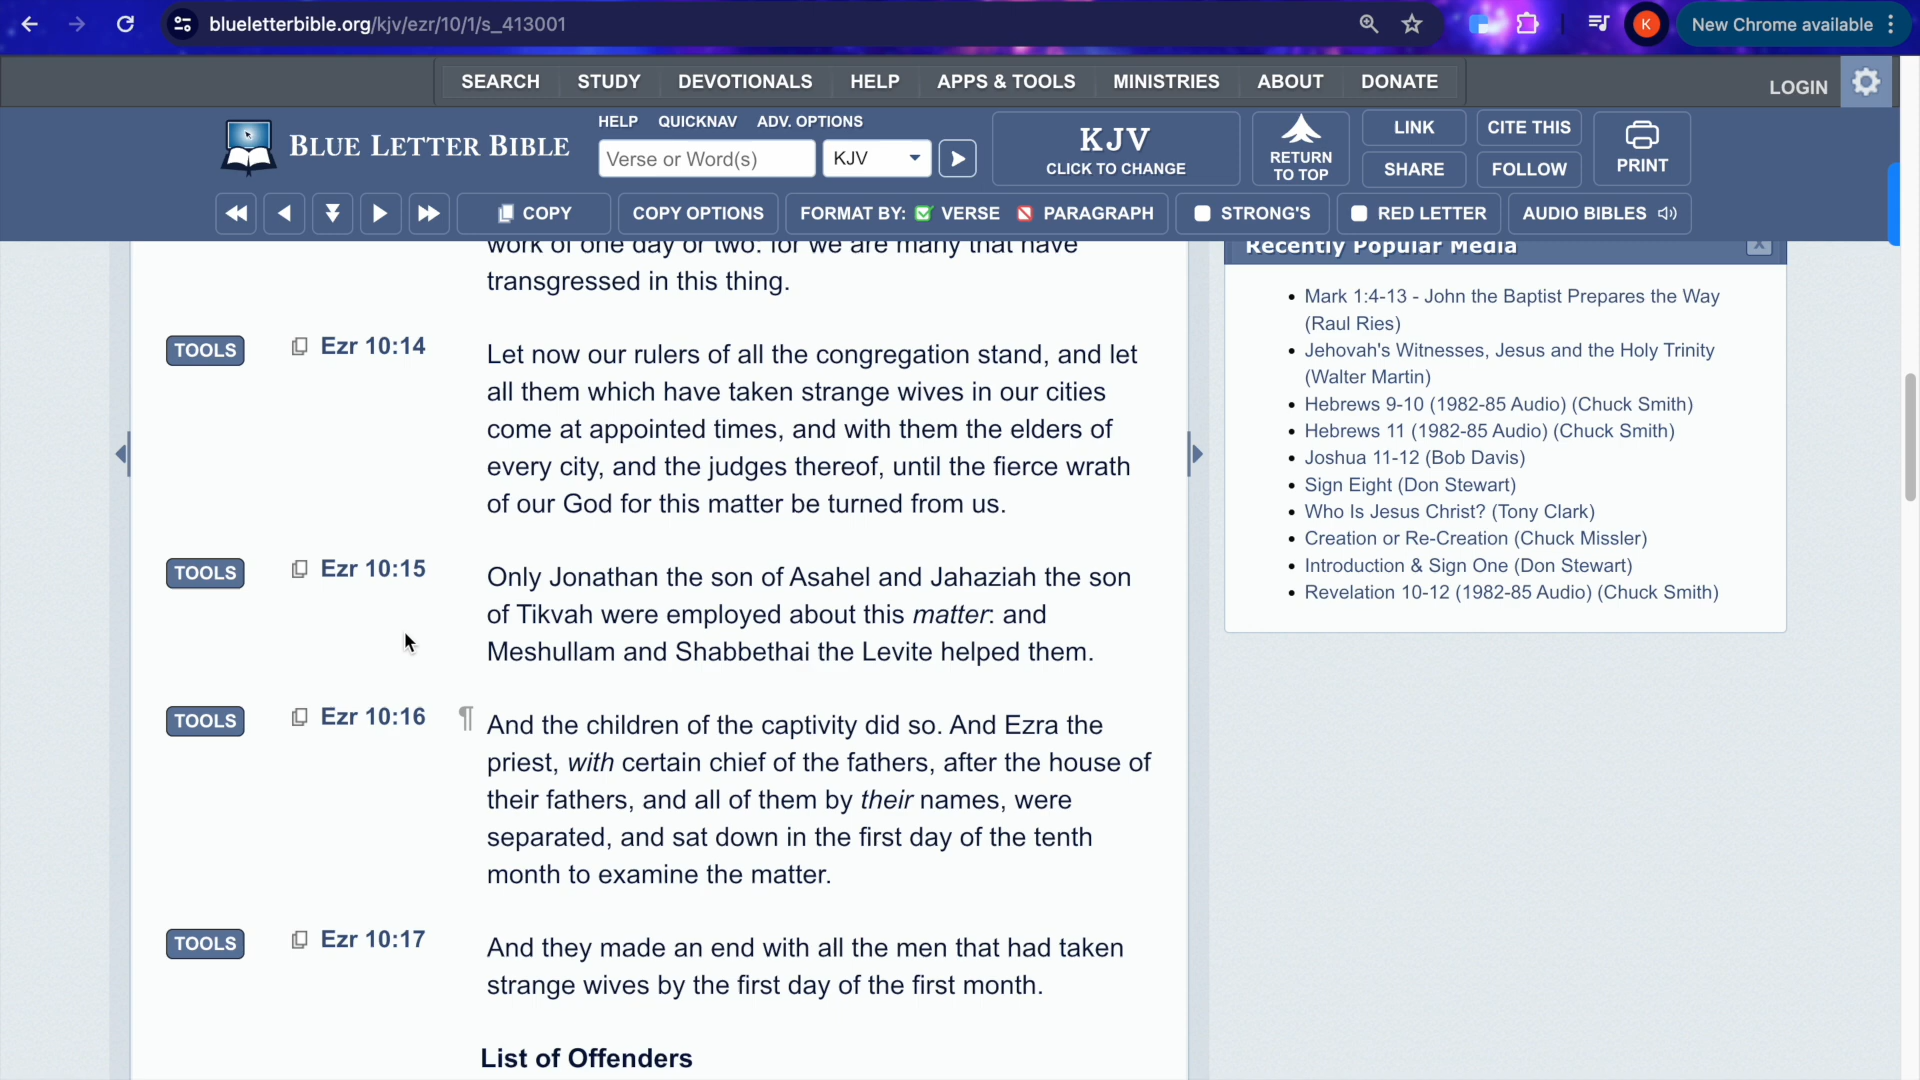 blueletterbible.org/kjv/ezr/10/1/s_413001
K
New Chrome available
SEARCH STUDY DEVOTIONALS HELP APPS & TOOLS MINISTRIES ABOUT DONATE
LOGIN
BLUE LETTER BIBLE
HELP QUICKNAV ADV. OPTIONS
Verse or Word(s)
KJV
KJV
CLICK TO CHANGE
RETURN
TO TOP
LINK
CITE THIS
SHARE
FOLLOW
PRINT
COPY
COPY OPTIONS
FORMAT BY: VERSE PARAGRAPH
STRONG'S
RED LETTER
AUDIO BIBLES
work of one day or two: for we are many that have
transgressed in this thing.
TOOLS
Ezr 10:14
Let now our rulers of all the congregation stand, and let
all them which have taken strange wives in our cities
come at appointed times, and with them the elders of
every city, and the judges thereof, until the fierce wrath
of our God for this matter be turned from us.
TOOLS
Ezr 10:15
Only Jonathan the son of Asahel and Jahaziah the son
of Tikvah were employed about this matter: and
Meshullam and Shabbethai the Levite helped them.
TOOLS
Ezr 10:16
¶ And the children of the captivity did so. And Ezra the
priest, with certain chief of the fathers, after the house of
their fathers, and all of them by their names, were
separated, and sat down in the first day of the tenth
month to examine the matter.
TOOLS
Ezr 10:17
And they made an end with all the men that had taken
strange wives by the first day of the first month.
List of Offenders
Recently Popular Media
x
• Mark 1:4-13 - John the Baptist Prepares the Way
(Raul Ries)
• Jehovah's Witnesses, Jesus and the Holy Trinity
(Walter Martin)
• Hebrews 9-10 (1982-85 Audio) (Chuck Smith)
• Hebrews 11 (1982-85 Audio) (Chuck Smith)
• Joshua 11-12 (Bob Davis)
• Sign Eight (Don Stewart)
• Who Is Jesus Christ? (Tony Clark)
• Creation or Re-Creation (Chuck Missler)
• Introduction & Sign One (Don Stewart)
• Revelation 10-12 (1982-85 Audio) (Chuck Smith)